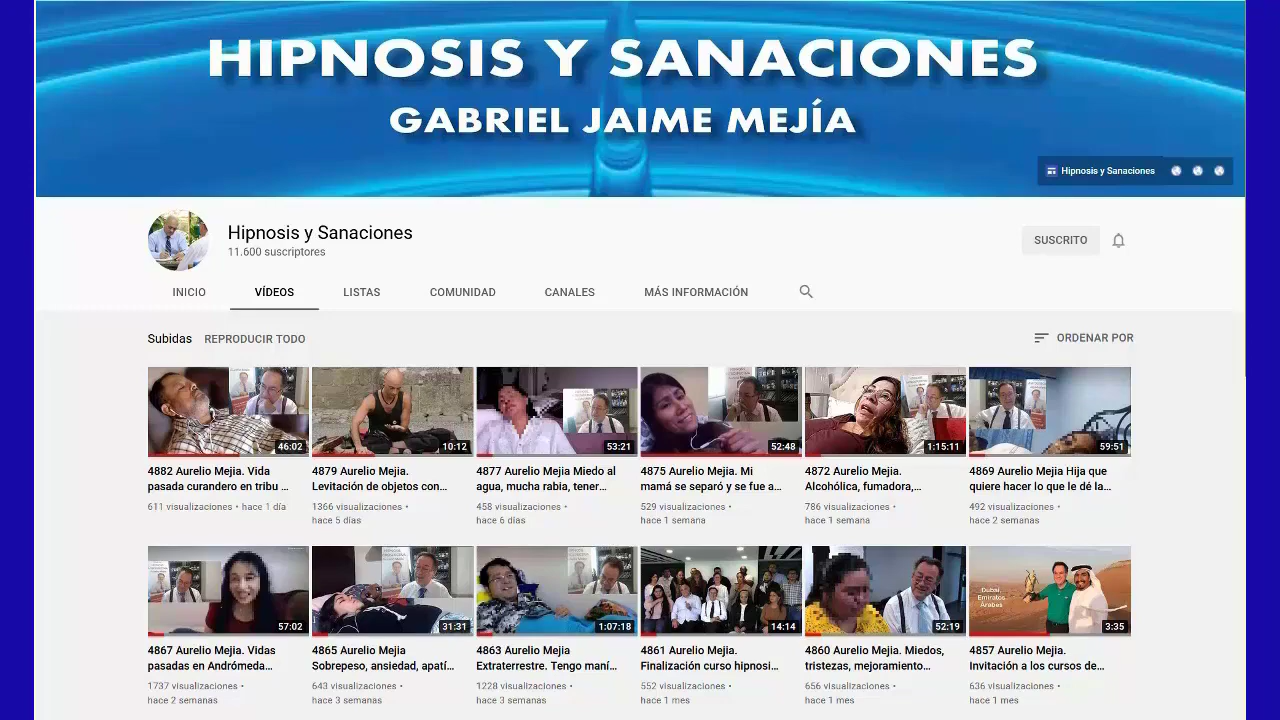 HIPNOSIS Y SANACIONES
GABRIEL JAIME MEJÍA
Hipnosis y Sanaciones
Hipnosis y Sanaciones
11.600 suscriptores
SUSCRITO
INICIO VÍDEOS LISTAS COMUNIDAD CANALES MÁS INFORMACIÓN
Subidas REPRODUCIR TODO ORDENAR POR
46:02 10:12 53:21 52:48 1:15:11 59:51
4882 Aurelio Mejia. Vida
pasada curandero en tribu ...
611 visualizaciones • hace 1 día
4879 Aurelio Mejia.
Levitación de objetos con...
1366 visualizaciones •
hace 5 días
4877 Aurelio Mejia Miedo al
agua, mucha rabia, tener...
458 visualizaciones •
hace 6 días
4875 Aurelio Mejia. Mi
mamá se separó y se fue a...
529 visualizaciones •
hace 1 semana
4872 Aurelio Mejia.
Alcohólica, fumadora,...
786 visualizaciones •
hace 1 semana
4869 Aurelio Mejia Hija que
quiere hacer lo que le dé la...
492 visualizaciones •
hace 2 semanas
Dubai,
Emiratos
Árabes
57:02 31:31 1:07:18 14:14 52:19 3:35
4867 Aurelio Mejia. Vidas
pasadas en Andrómeda...
1737 visualizaciones •
hace 2 semanas
4865 Aurelio Mejia
Sobrepeso, ansiedad, apatí...
643 visualizaciones •
hace 3 semanas
4863 Aurelio Mejia
Extraterrestre. Tengo maní...
1228 visualizaciones •
hace 3 semanas
4861 Aurelio Mejia.
Finalización curso hipnosi...
552 visualizaciones •
hace 1 mes
4860 Aurelio Mejia. Miedos,
tristezas, mejoramiento...
656 visualizaciones •
hace 1 mes
4857 Aurelio Mejia.
Invitación a los cursos de...
636 visualizaciones •
hace 1 mes